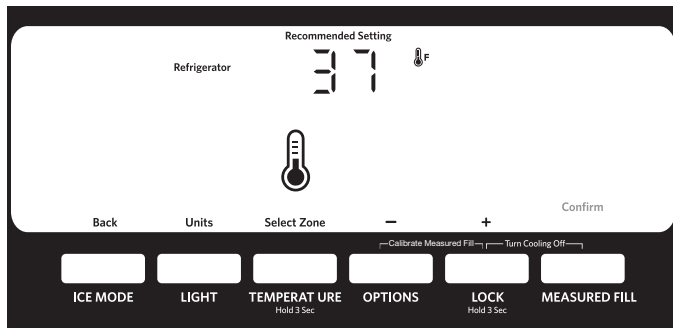 Recommended Setting
Refrigerator 37 F
Back Units Select Zone – + Confirm
Calibrate Measured Fill Turn Cooling Off
ICE MODE LIGHT TEMPERAT URE OPTIONS LOCK MEASURED FILL
Hold 3 Sec Hold 3 Sec